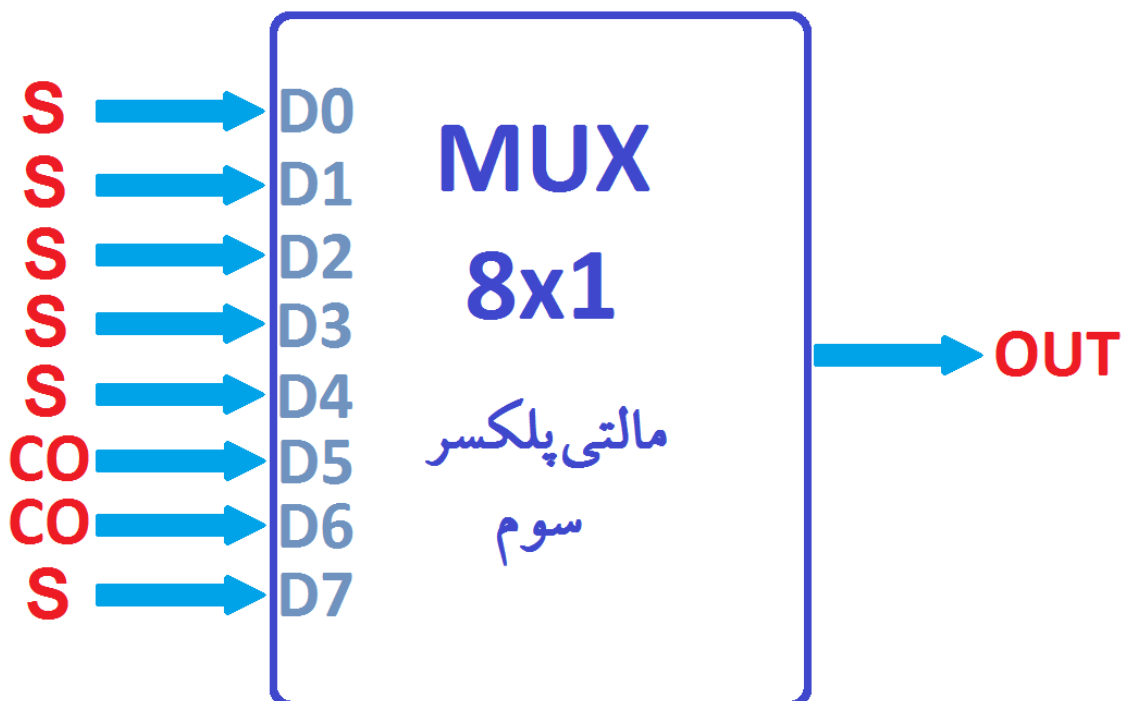 S D0
S D1
S D2
S D3
S D4
CO D5
CO D6
S D7
MUX
8x1
مالتی پلکسر
سوم
OUT